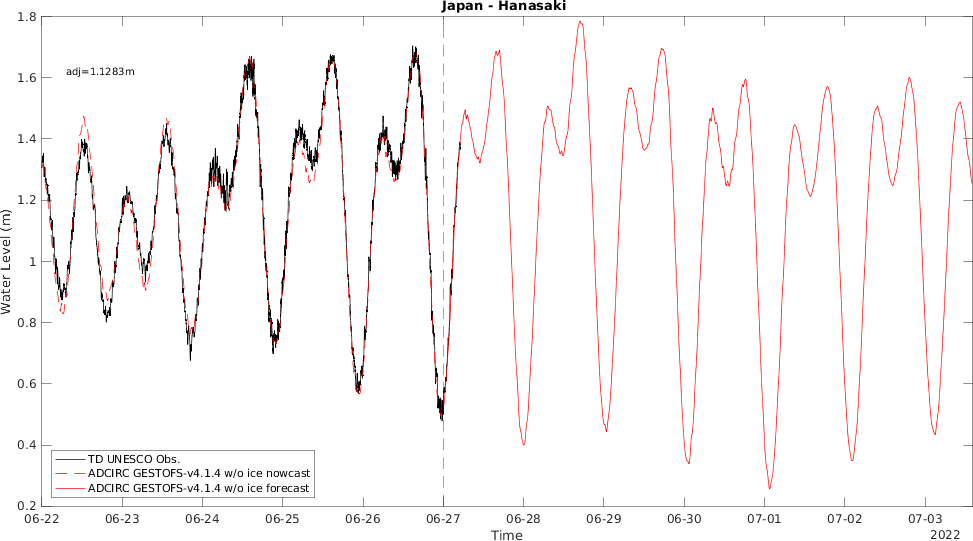 Japan - Hanasaki
1.8
1.6
1.4
1.2
1
0.8
0.6
0.4
0.2
Water Level (m)
adj=1.1283m
TD UNESCO Obs.
ADCIRC GESTOFS-v4.1.4 w/o ice nowcast
ADCIRC GESTOFS-v4.1.4 w/o ice forecast
06-22 06-23 06-24 06-25 06-26 06-27 06-28 06-29 06-30 07-01 07-02 07-03
Time
2022